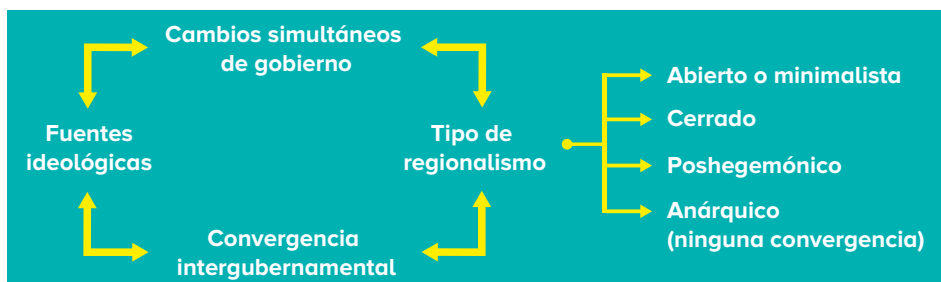 Cambios simultáneos
de gobierno
Fuentes
ideológicas
Tipo de
regionalismo
Convergencia
intergubernamental
Abierto o minimalista
Cerrado
Poshegemónico
Anárquico
(ninguna convergencia)